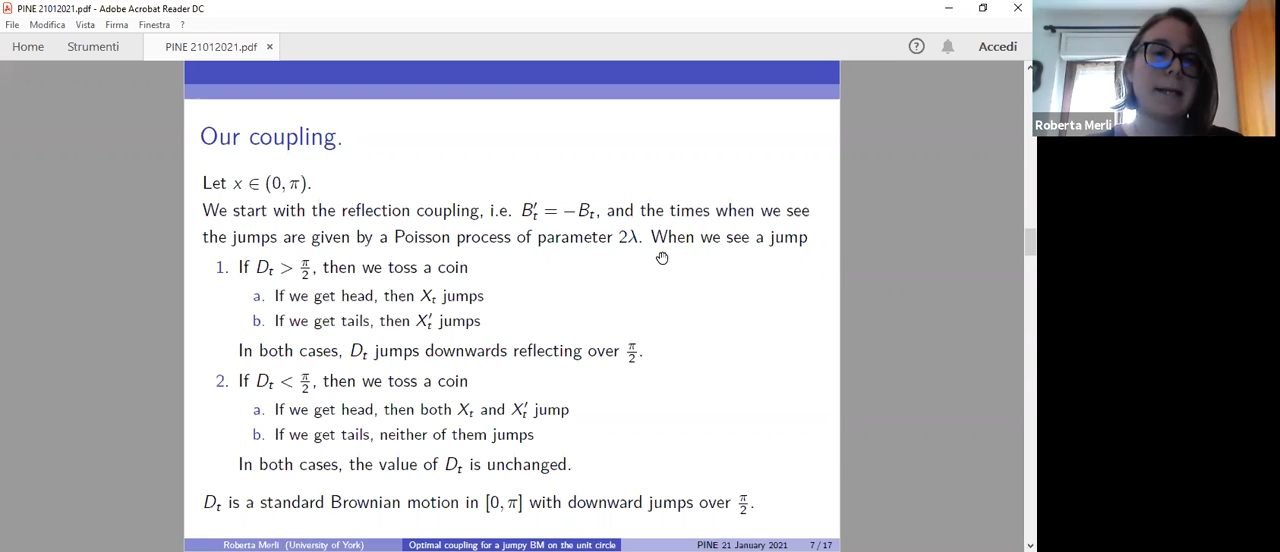 PINE 21012021.pdf - Adobe Acrobat Reader DC
File Modifica Vista Firma Finestra ?
Home Strumenti PINE 21012021.pdf × Accedi
Roberta Merli
Our coupling.
Let x ∈ (0, π).
We start with the reflection coupling, i.e. B′ₜ = −Bₜ, and the times when we see
the jumps are given by a Poisson process of parameter 2λ. When we see a jump
1. If Dₜ > π/2, then we toss a coin
a. If we get head, then Xₜ jumps
b. If we get tails, then X′ₜ jumps
In both cases, Dₜ jumps downwards reflecting over π/2.
2. If Dₜ < π/2, then we toss a coin
a. If we get head, then both Xₜ and X′ₜ jump
b. If we get tails, neither of them jumps
In both cases, the value of Dₜ is unchanged.
Dₜ is a standard Brownian motion in [0, π] with downward jumps over π/2.
Roberta Merli (University of York) Optimal coupling for a jumpy BM on the unit circle PINE 21 January 2021 7 / 17